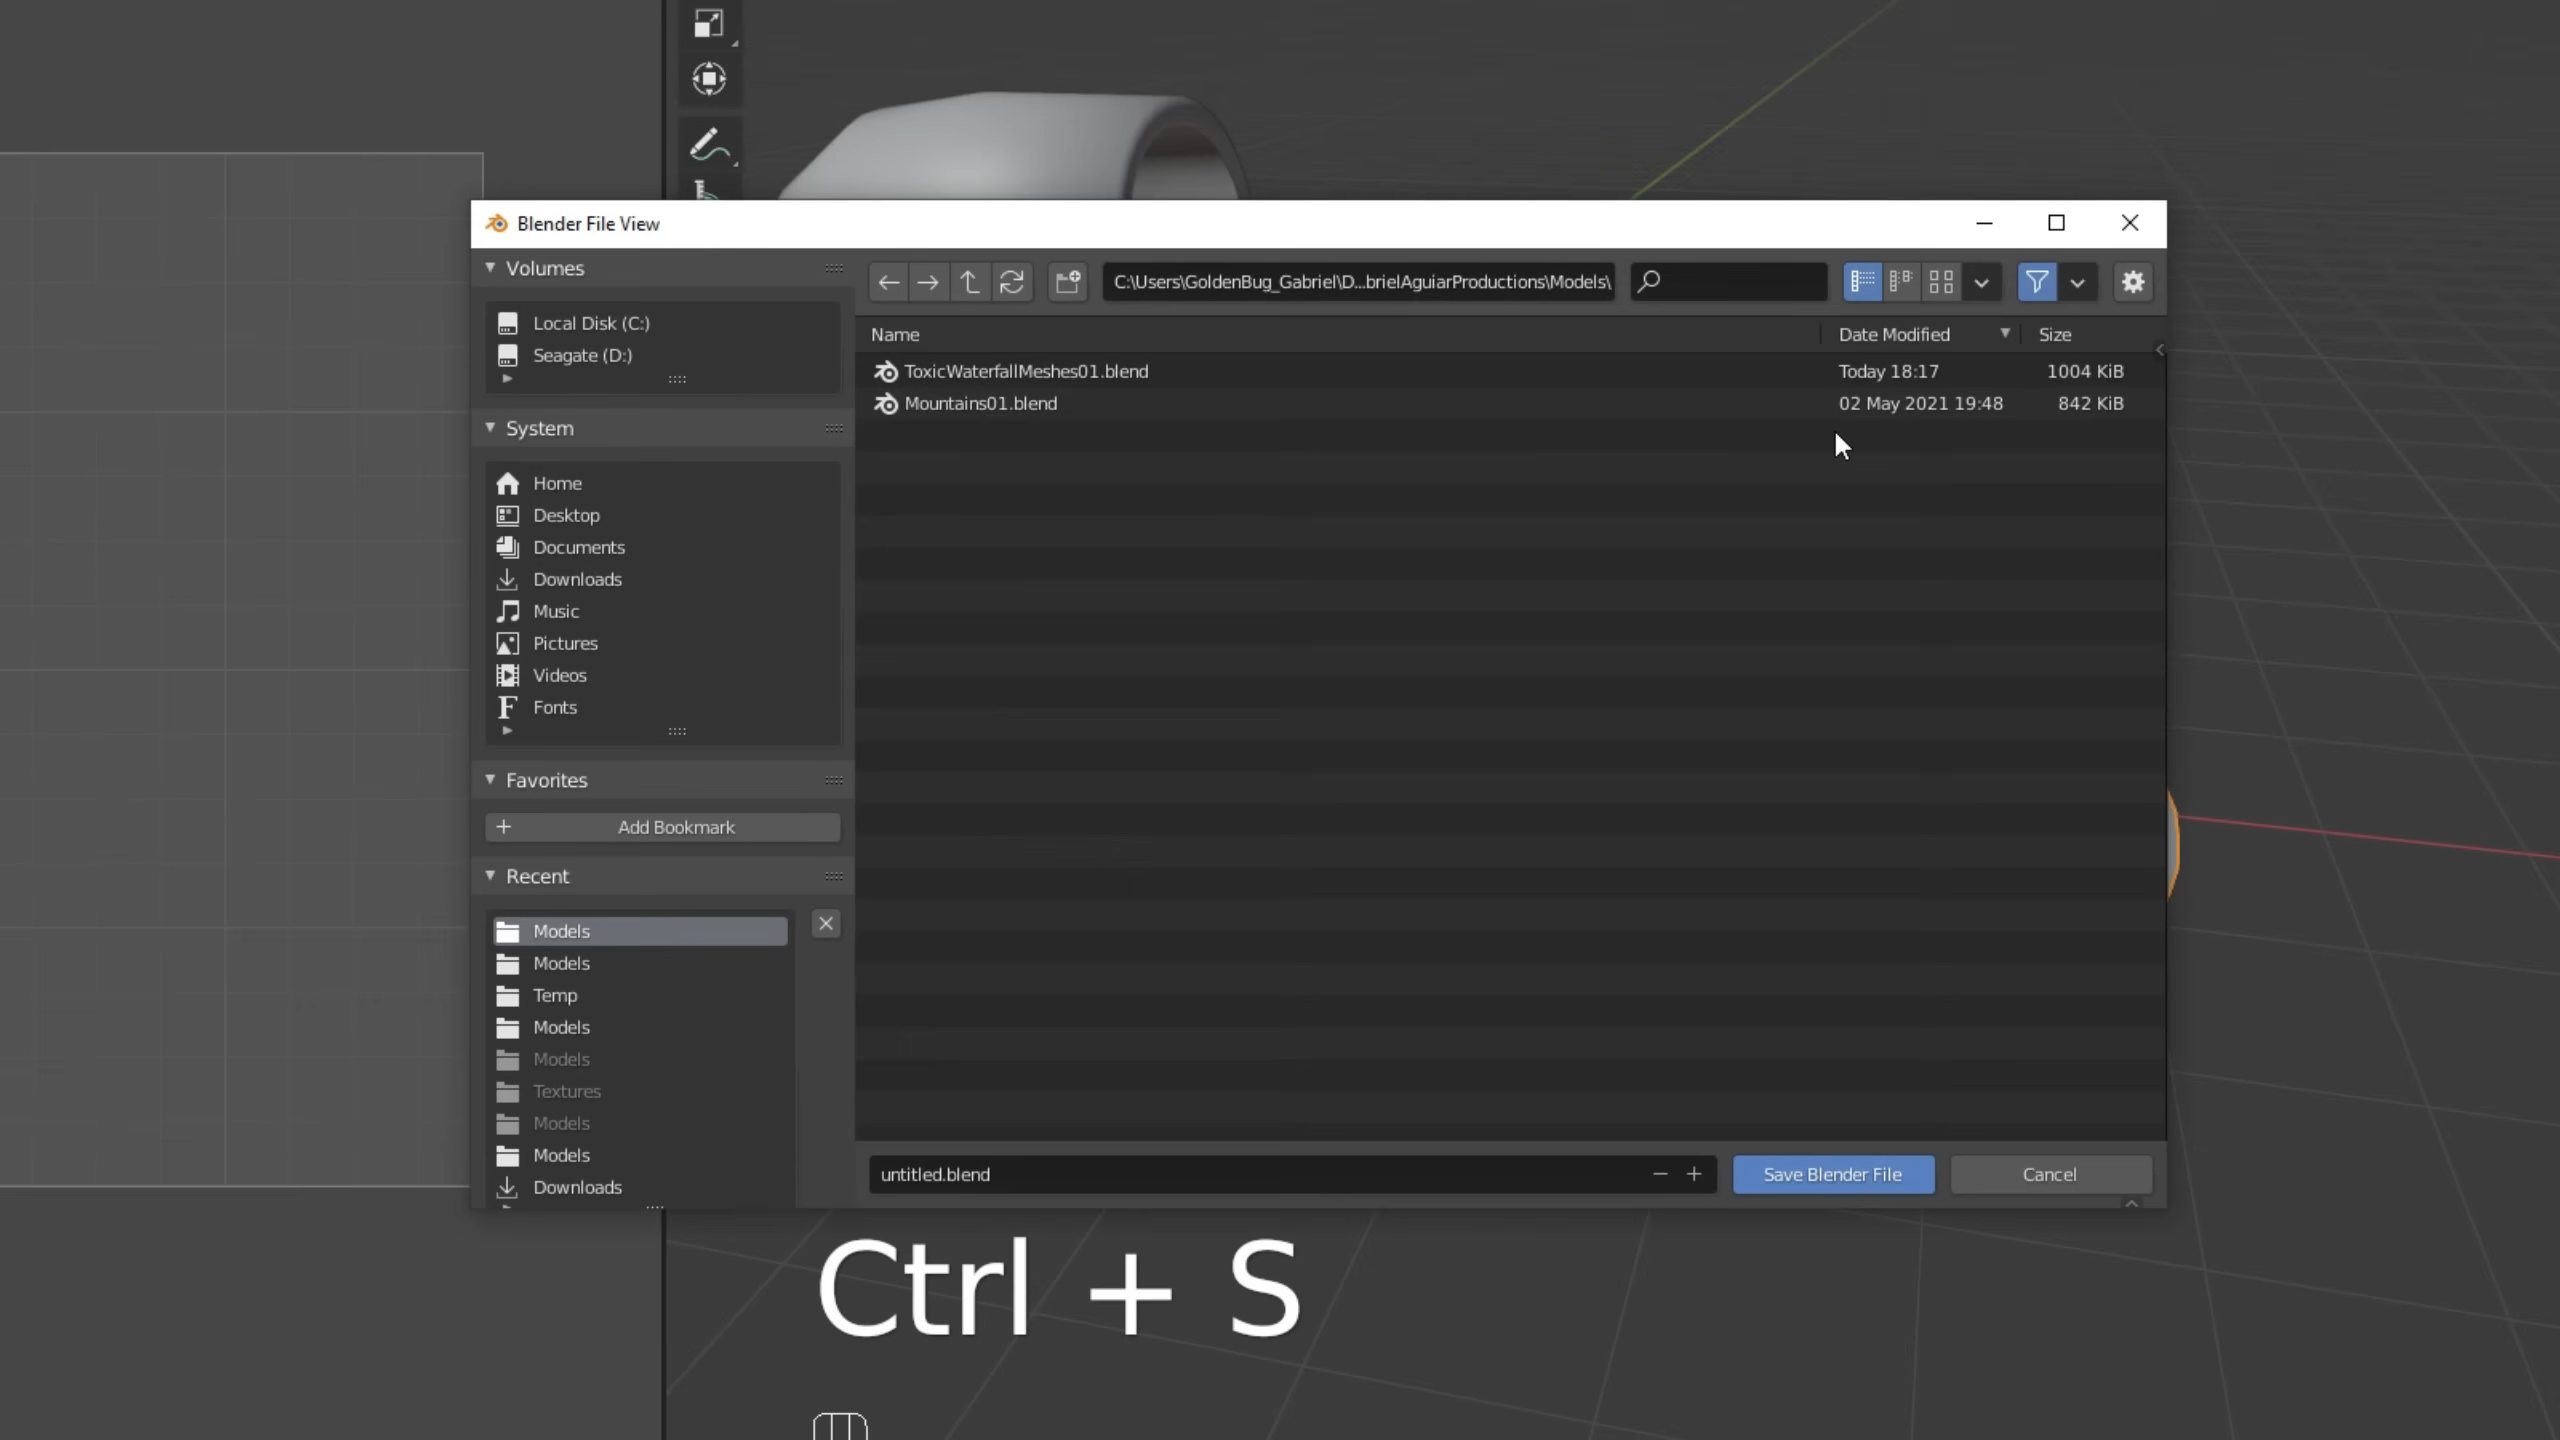 Blender File View
Volumes
Local Disk (C:)
Seagate (D:)
System
Home
Desktop
Documents
Downloads
Music
Pictures
Videos
Fonts
Favorites
Add Bookmark
Recent
Models
Models
Temp
Models
Models
Textures
Models
Models
Downloads
C:\Users\GoldenBug_Gabriel\D...brielAguiarProductions\Models\
Name Date Modified Size
ToxicWaterfallMeshes01.blend Today 18:17 1004 KiB
Mountains01.blend 02 May 2021 19:48 842 KiB
untitled.blend Save Blender File Cancel
Ctrl + S